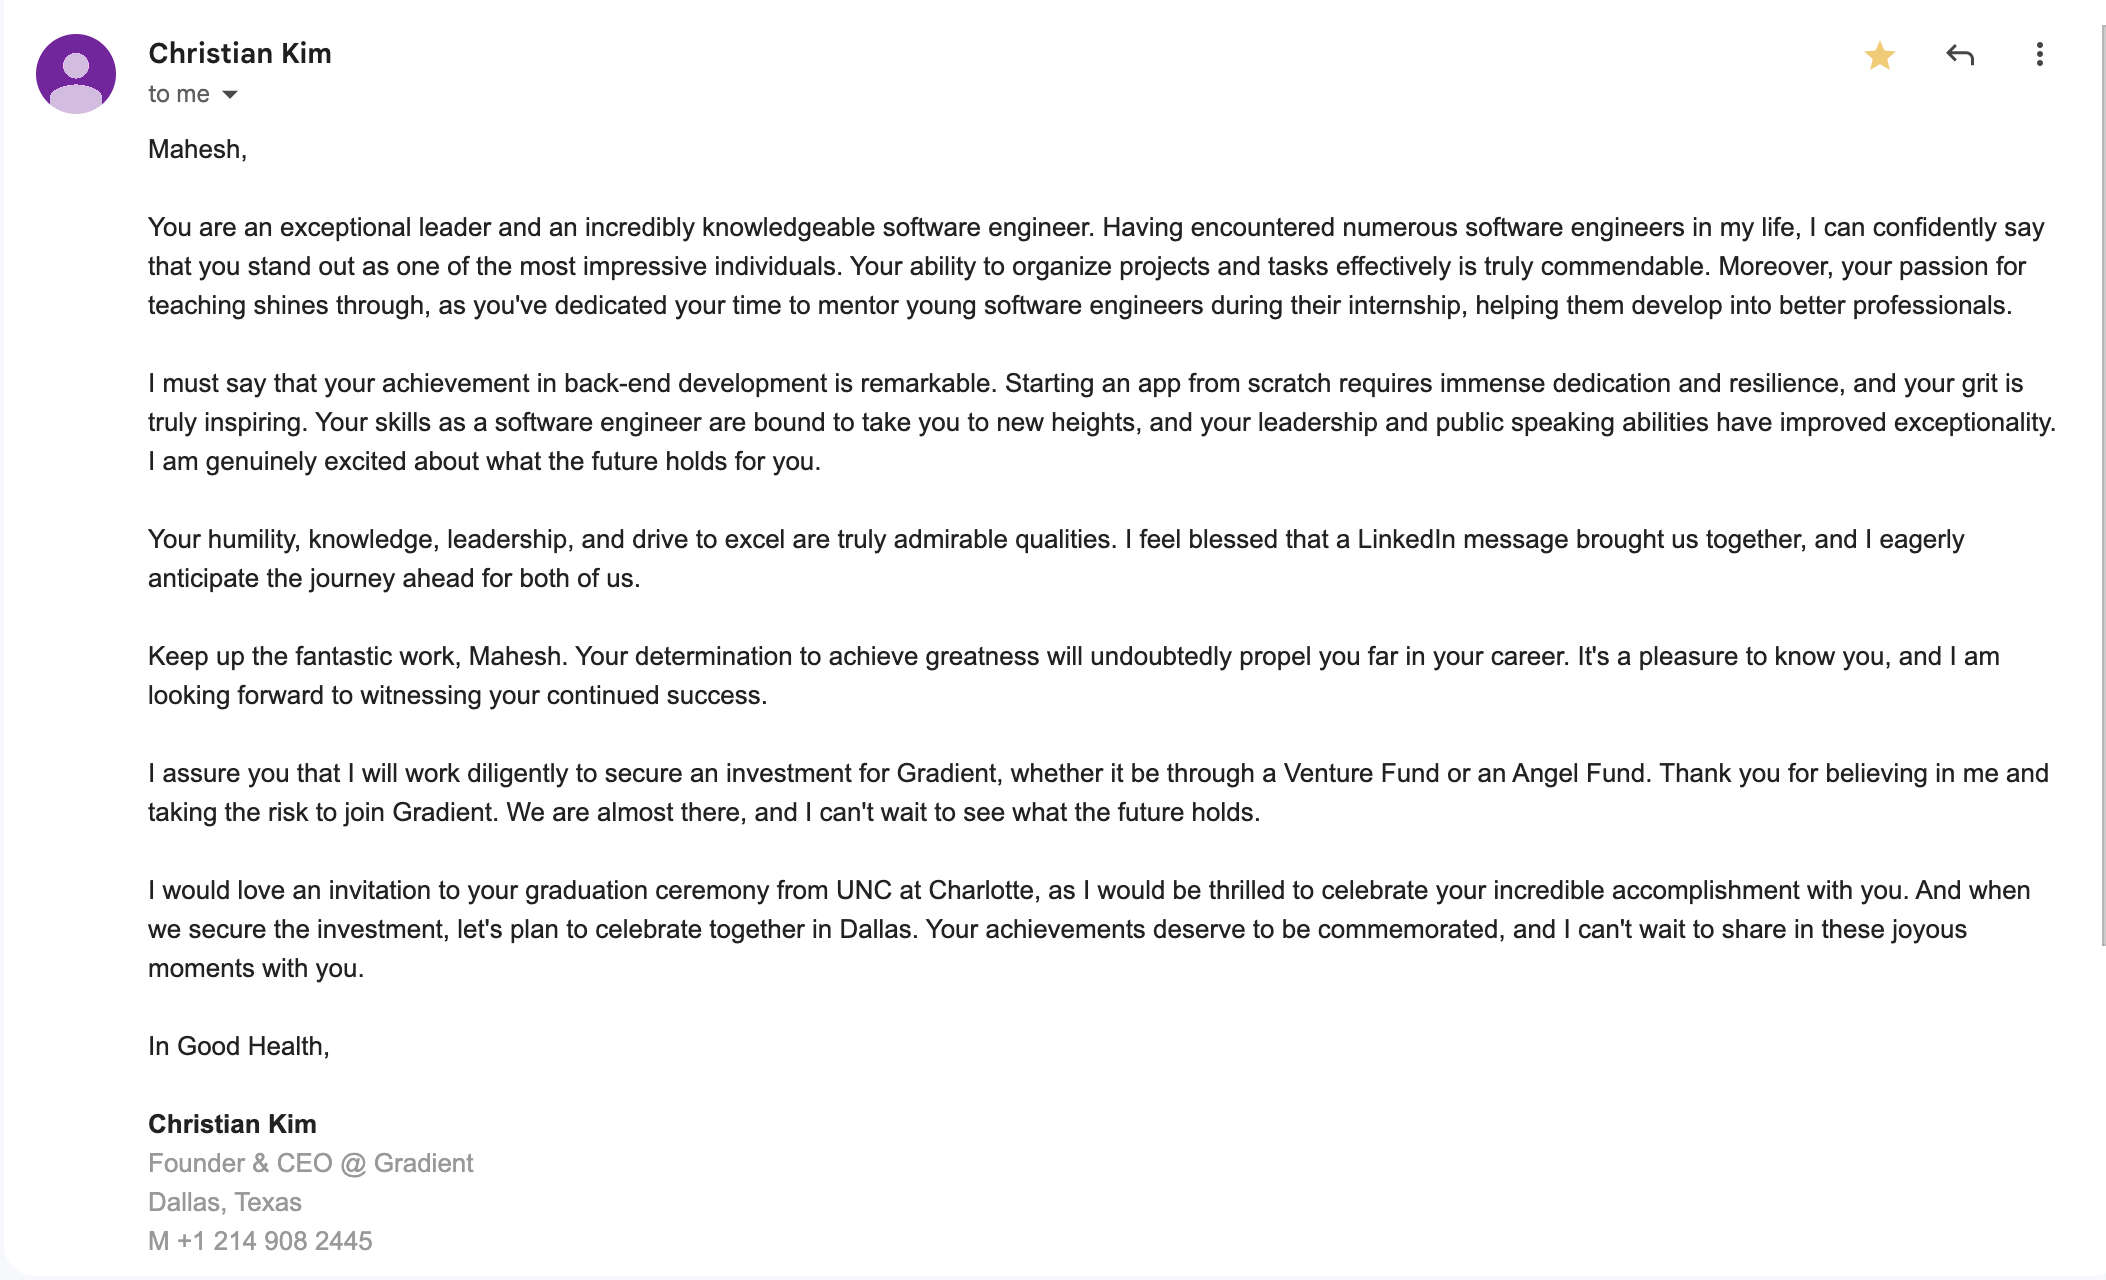 Christian Kim
to me
Mahesh,
You are an exceptional leader and an incredibly knowledgeable software engineer. Having encountered numerous software engineers in my life, I can confidently say
that you stand out as one of the most impressive individuals. Your ability to organize projects and tasks effectively is truly commendable. Moreover, your passion for
teaching shines through, as you've dedicated your time to mentor young software engineers during their internship, helping them develop into better professionals.
I must say that your achievement in back-end development is remarkable. Starting an app from scratch requires immense dedication and resilience, and your grit is
truly inspiring. Your skills as a software engineer are bound to take you to new heights, and your leadership and public speaking abilities have improved exceptionality.
I am genuinely excited about what the future holds for you.
Your humility, knowledge, leadership, and drive to excel are truly admirable qualities. I feel blessed that a LinkedIn message brought us together, and I eagerly
anticipate the journey ahead for both of us.
Keep up the fantastic work, Mahesh. Your determination to achieve greatness will undoubtedly propel you far in your career. It's a pleasure to know you, and I am
looking forward to witnessing your continued success.
I assure you that I will work diligently to secure an investment for Gradient, whether it be through a Venture Fund or an Angel Fund. Thank you for believing in me and
taking the risk to join Gradient. We are almost there, and I can't wait to see what the future holds.
I would love an invitation to your graduation ceremony from UNC at Charlotte, as I would be thrilled to celebrate your incredible accomplishment with you. And when
we secure the investment, let's plan to celebrate together in Dallas. Your achievements deserve to be commemorated, and I can't wait to share in these joyous
moments with you.
In Good Health,
Christian Kim
Founder & CEO @ Gradient
Dallas, Texas
M +1 214 908 2445